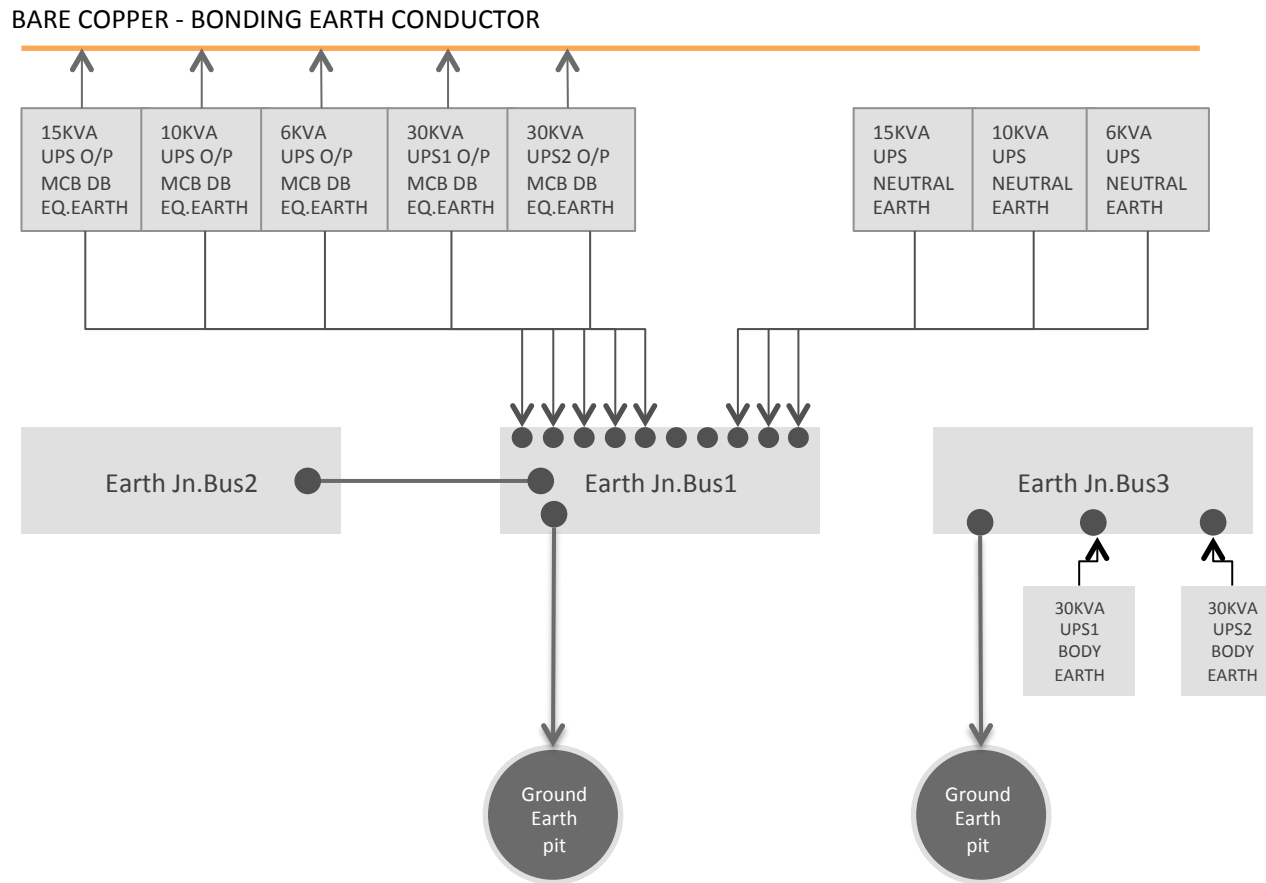 BARE COPPER - BONDING EARTH CONDUCTOR
15KVA
UPS O/P
MCB DB
EQ.EARTH
10KVA
UPS O/P
MCB DB
EQ.EARTH
6KVA
UPS O/P
MCB DB
EQ.EARTH
30KVA
UPS1 O/P
MCB DB
EQ.EARTH
30KVA
UPS2 O/P
MCB DB
EQ.EARTH
15KVA
UPS
NEUTRAL
EARTH
10KVA
UPS
NEUTRAL
EARTH
6KVA
UPS
NEUTRAL
EARTH
Earth Jn.Bus2
Earth Jn.Bus1
Earth Jn.Bus3
30KVA
UPS1
BODY
EARTH
30KVA
UPS2
BODY
EARTH
Ground
Earth
pit
Ground
Earth
pit